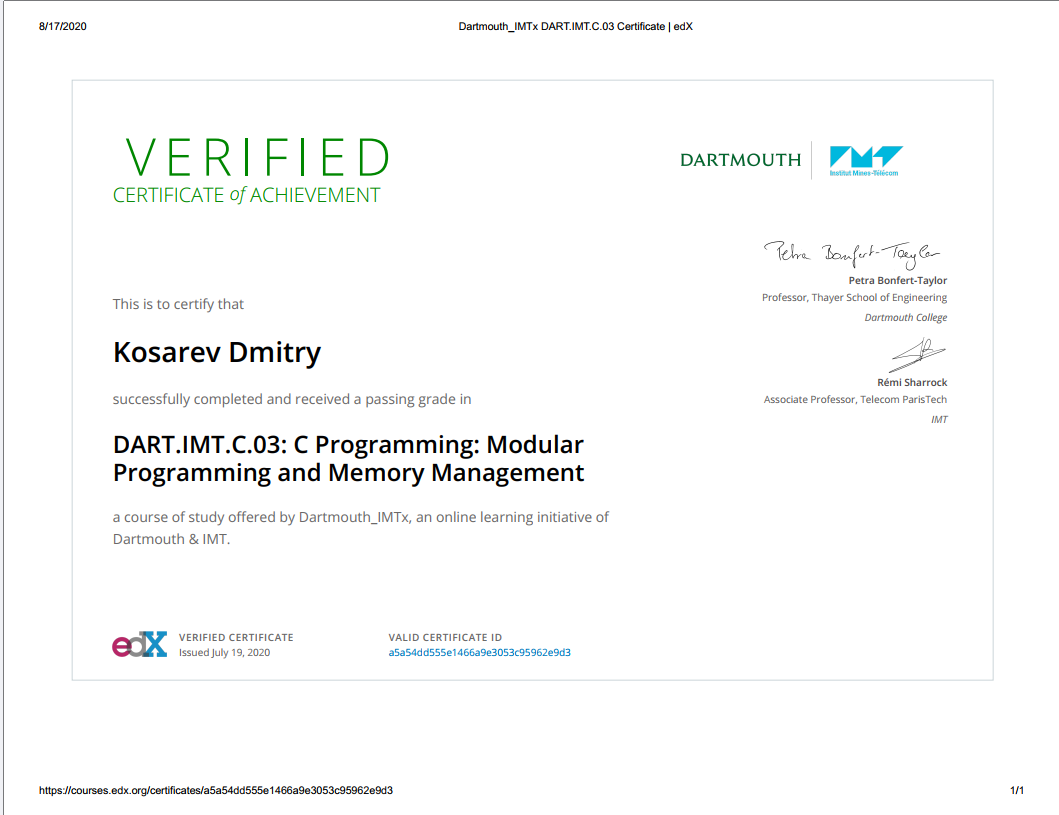 8/17/2020
Dartmouth_IMTx DART.IMT.C.03 Certificate | edX
VERIFIED
CERTIFICATE of ACHIEVEMENT
DARTMOUTH
IMT
Institut Mines-Télécom
Petra Bonfert-Taylor
Petra Bonfert-Taylor
Professor, Thayer School of Engineering
Dartmouth College
Rémi Sharrock
Associate Professor, Telecom ParisTech
IMT
This is to certify that
Kosarev Dmitry
successfully completed and received a passing grade in
DART.IMT.C.03: C Programming: Modular
Programming and Memory Management
a course of study offered by Dartmouth_IMTx, an online learning initiative of
Dartmouth & IMT.
edX
VERIFIED CERTIFICATE
Issued July 19, 2020
VALID CERTIFICATE ID
a5a54dd555e1466a9e3053c95962e9d3
https://courses.edx.org/certificates/a5a54dd555e1466a9e3053c95962e9d3
1/1